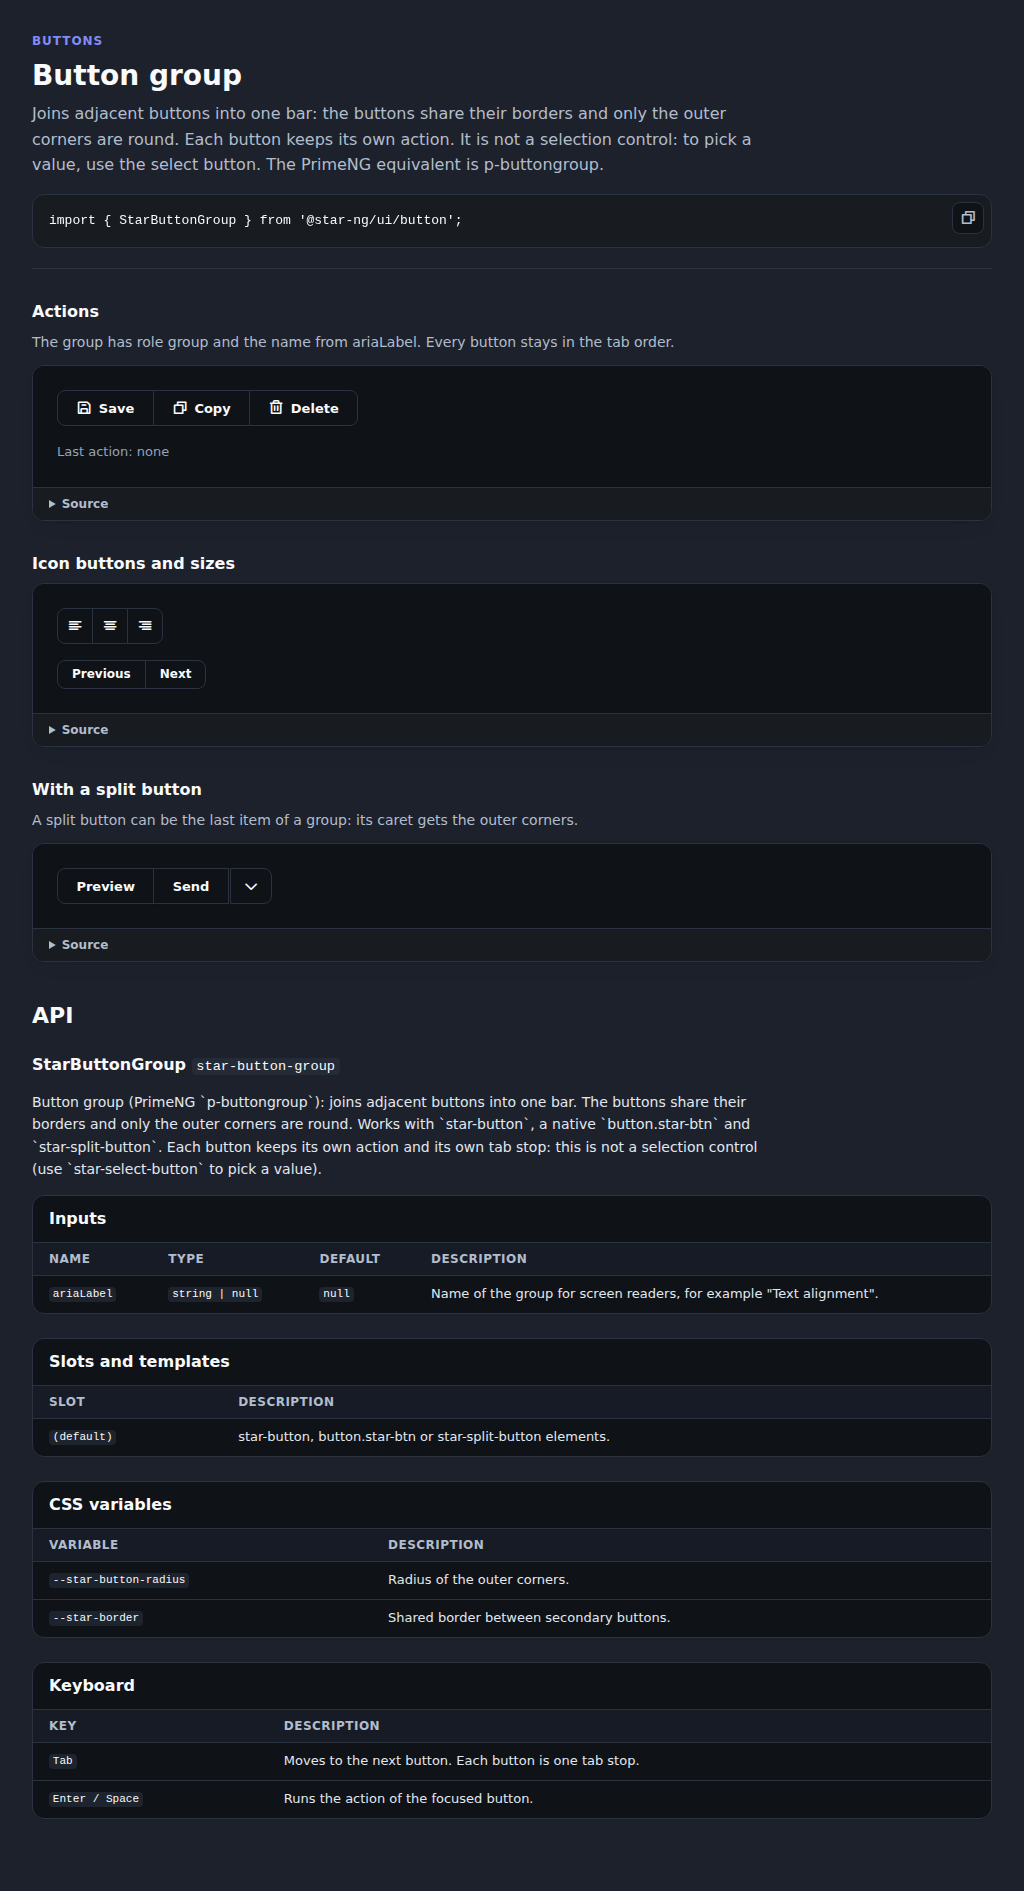 BUTTONS
Button group
Joins adjacent buttons into one bar: the buttons share their borders and only the outer
corners are round. Each button keeps its own action. It is not a selection control: to pick a
value, use the select button. The PrimeNG equivalent is p-buttongroup.
import { StarButtonGroup } from '@star-ng/ui/button';
Actions
The group has role group and the name from ariaLabel. Every button stays in the tab order.
Save Copy Delete
Last action: none
Source
Icon buttons and sizes
Previous Next
Source
With a split button
A split button can be the last item of a group: its caret gets the outer corners.
Preview Send
Source
API
StarButtonGroup star-button-group
Button group (PrimeNG `p-buttongroup`): joins adjacent buttons into one bar. The buttons share their
borders and only the outer corners are round. Works with `star-button`, a native `button.star-btn` and
`star-split-button`. Each button keeps its own action and its own tab stop: this is not a selection control
(use `star-select-button` to pick a value).
Inputs
NAME TYPE DEFAULT DESCRIPTION
ariaLabel string | null null Name of the group for screen readers, for example "Text alignment".
Slots and templates
SLOT DESCRIPTION
(default) star-button, button.star-btn or star-split-button elements.
CSS variables
VARIABLE DESCRIPTION
--star-button-radius Radius of the outer corners.
--star-border Shared border between secondary buttons.
Keyboard
KEY DESCRIPTION
Tab Moves to the next button. Each button is one tab stop.
Enter / Space Runs the action of the focused button.